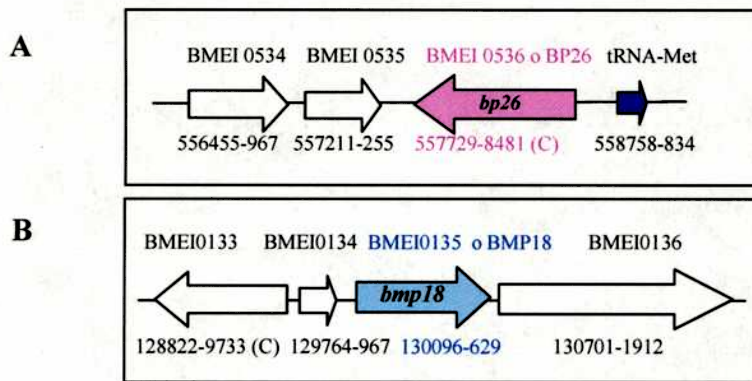 A
BMEI 0534 BMEI 0535 BMEI 0536 o BP26 tRNA-Met
bp26
556455-967 557211-255 557729-8481 (C) 558758-834
B
BMEI0133 BMEI0134 BMEI0135 o BMP18 BMEI0136
bmp18
128822-9733 (C) 129764-967 130096-629 130701-1912